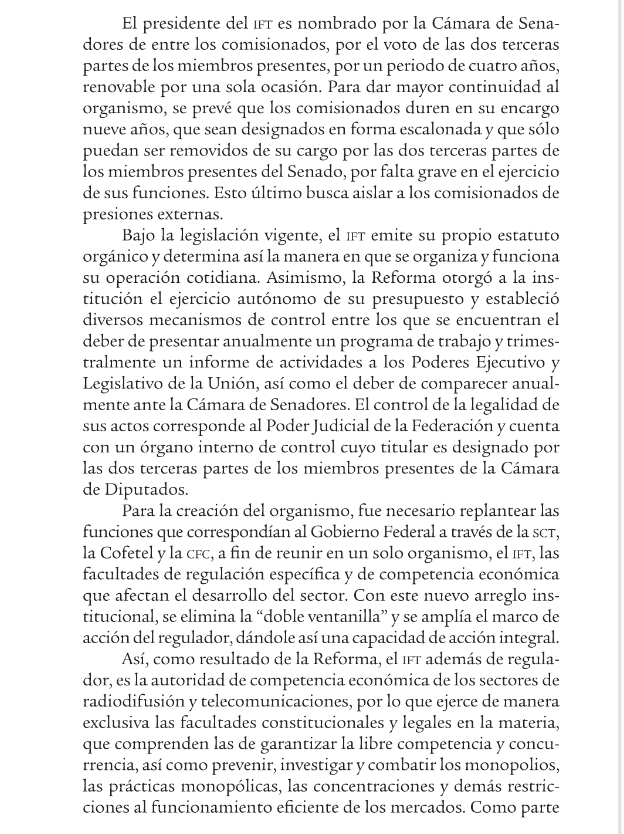 El presidente del IFT es nombrado por la Cámara de Sena-
dores de entre los comisionados, por el voto de las dos terceras
partes de los miembros presentes, por un periodo de cuatro años,
renovable por una sola ocasión. Para dar mayor continuidad al
organismo, se prevé que los comisionados duren en su encargo
nueve años, que sean designados en forma escalonada y que sólo
puedan ser removidos de su cargo por las dos terceras partes de
los miembros presentes del Senado, por falta grave en el ejercicio
de sus funciones. Esto último busca aislar a los comisionados de
presiones externas.
Bajo la legislación vigente, el IFT emite su propio estatuto
orgánico y determina así la manera en que se organiza y funciona
su operación cotidiana. Asimismo, la Reforma otorgó a la ins-
titución el ejercicio autónomo de su presupuesto y estableció
diversos mecanismos de control entre los que se encuentran el
deber de presentar anualmente un programa de trabajo y trimes-
tralmente un informe de actividades a los Poderes Ejecutivo y
Legislativo de la Unión, así como el deber de comparecer anual-
mente ante la Cámara de Senadores. El control de la legalidad de
sus actos corresponde al Poder Judicial de la Federación y cuenta
con un órgano interno de control cuyo titular es designado por
las dos terceras partes de los miembros presentes de la Cámara
de Diputados.
Para la creación del organismo, fue necesario replantear las
funciones que correspondían al Gobierno Federal a través de la SCT,
la Cofetel y la CFC, a fin de reunir en un solo organismo, el IFT, las
facultades de regulación específica y de competencia económica
que afectan el desarrollo del sector. Con este nuevo arreglo ins-
titucional, se elimina la “doble ventanilla” y se amplía el marco de
acción del regulador, dándole así una capacidad de acción integral.
Así, como resultado de la Reforma, el IFT además de regula-
dor, es la autoridad de competencia económica de los sectores de
radiodifusión y telecomunicaciones, por lo que ejerce de manera
exclusiva las facultades constitucionales y legales en la materia,
que comprenden las de garantizar la libre competencia y concu-
rrencia, así como prevenir, investigar y combatir los monopolios,
las prácticas monopólicas, las concentraciones y demás restric-
ciones al funcionamiento eficiente de los mercados. Como parte